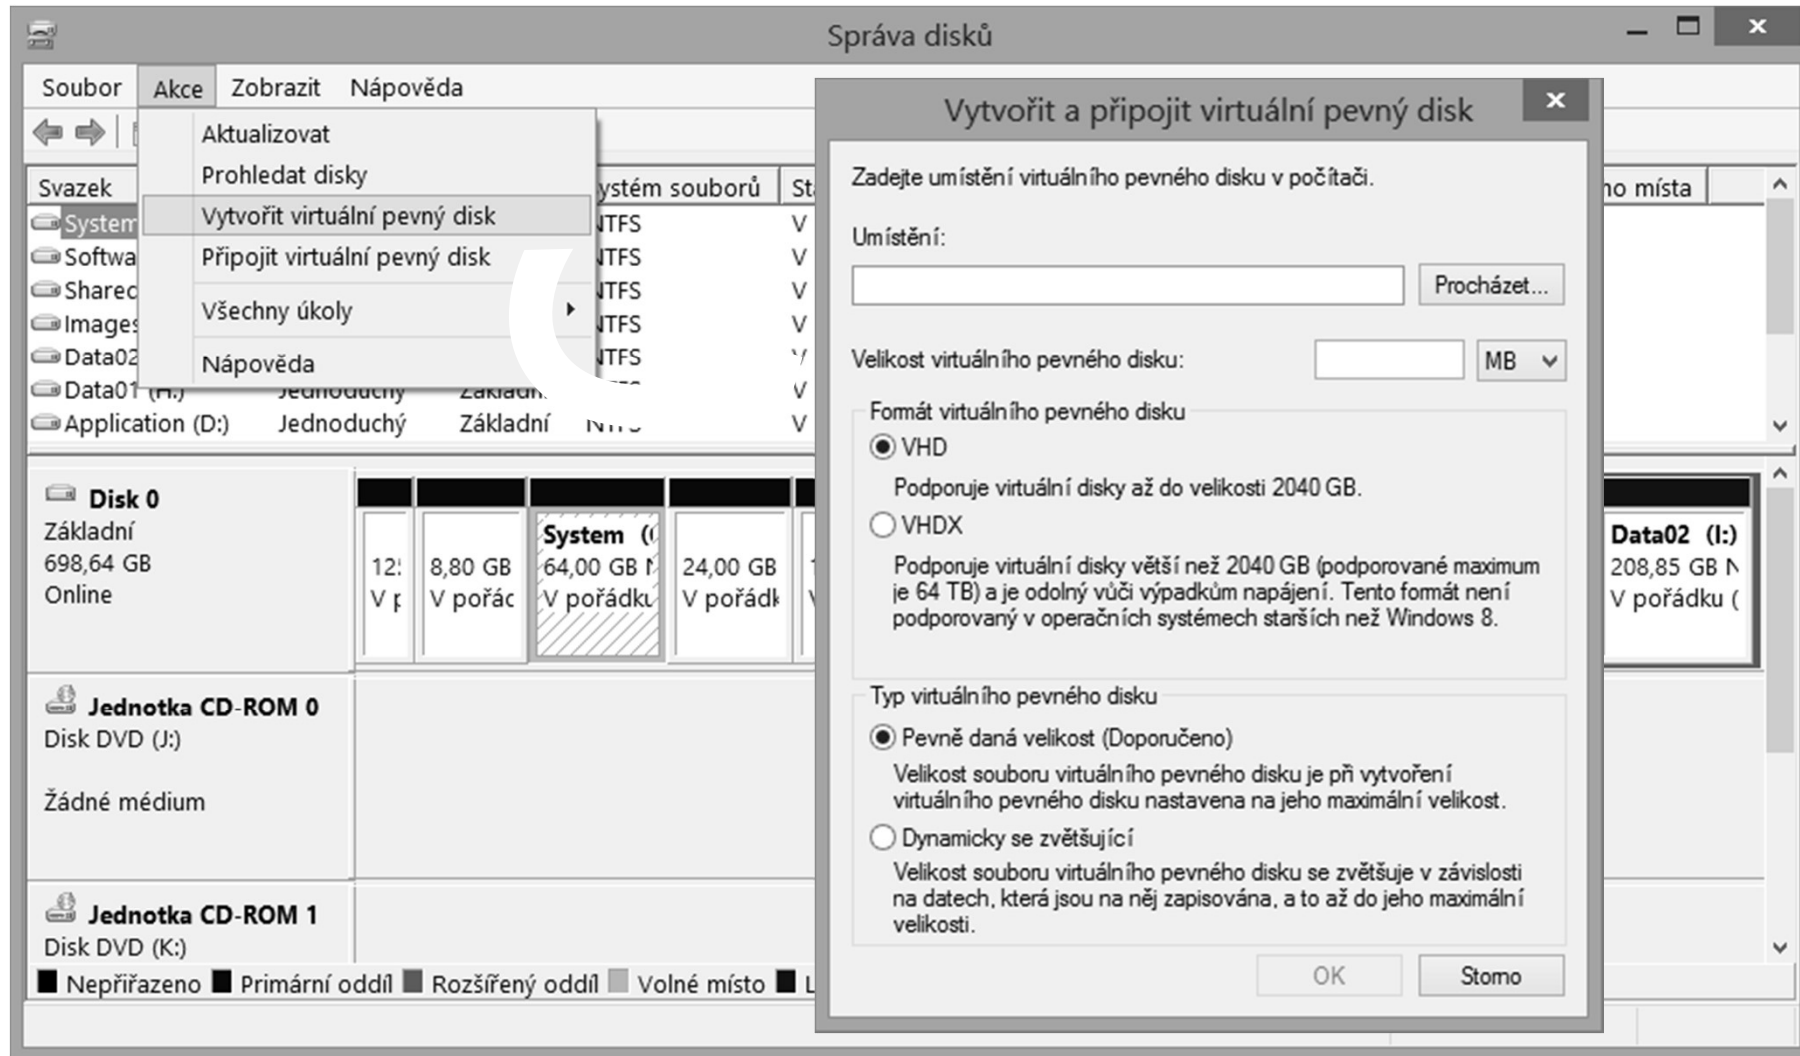 Správa disků
Soubor Akce Zobrazit Nápověda
Aktualizovat
Prohledat disky
Vytvořit virtuální pevný disk
Připojit virtuální pevný disk
Všechny úkoly
Nápověda
Svazek souborů místa
System
NTFS V
NTFS V
Shared NTFS V
Images NTFS V
Data02 NTFS
Data01 (H:) Jednoduchý Základní V
Application (D:) Jednoduchý Základní V
Disk 0
Základní
698,64 GB
Online
8,80 GB
System
64,00 GB
V pořádku
24,00 GB
Data02 (I:)
208,85 GB
V pořádku (
Jednotka CD-ROM 0
Disk DVD (J:)
Žádné médium
Jednotka CD-ROM 1
Disk DVD (K:)
Nepřiřazeno Primární oddíl Rozšířený oddíl Volné místo L
Vytvořit a připojit virtuální pevný disk
Zadejte umístění virtuálního pevného disku v počítači.
Umístění:
Procházet...
Velikost virtuálního pevného disku: MB
Formát virtuálního pevného disku
VHD
Podporuje virtuální disky až do velikosti 2040 GB.
VHDX
Podporuje virtuální disky větší než 2040 GB (podporované maximum
je 64 TB) a je odolný vůči výpadkům napájení. Tento formát není
podporovaný v operačních systémech starších než Windows 8.
Typ virtuálního pevného disku
Pevně daná velikost (Doporučeno)
Velikost souboru virtuálního pevného disku je při vytvoření
virtuálního pevného disku nastavena na jeho maximální velikost.
Dynamicky se zvětšující
Velikost souboru virtuálního pevného disku se zvětšuje v závislosti
na datech, která jsou na něj zapisována, a to až do jeho maximální
velikosti.
OK Storno